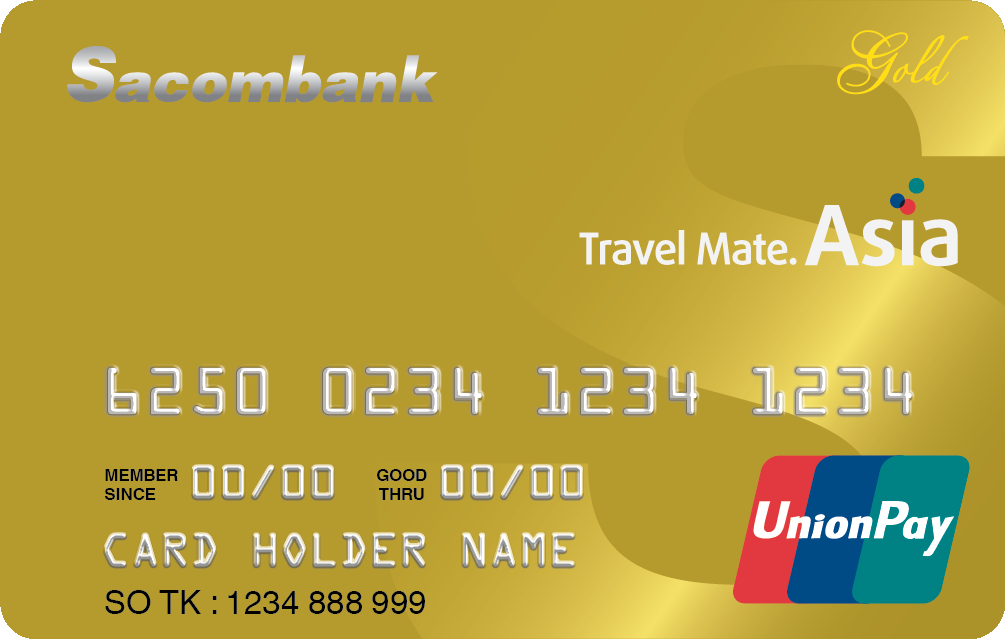 Sacombank
Gold
Travel Mate. Asia
6250 0234 1234 1234
MEMBER SINCE 00/00 GOOD THRU 00/00
CARD HOLDER NAME
SO TK : 1234 888 999
UnionPay